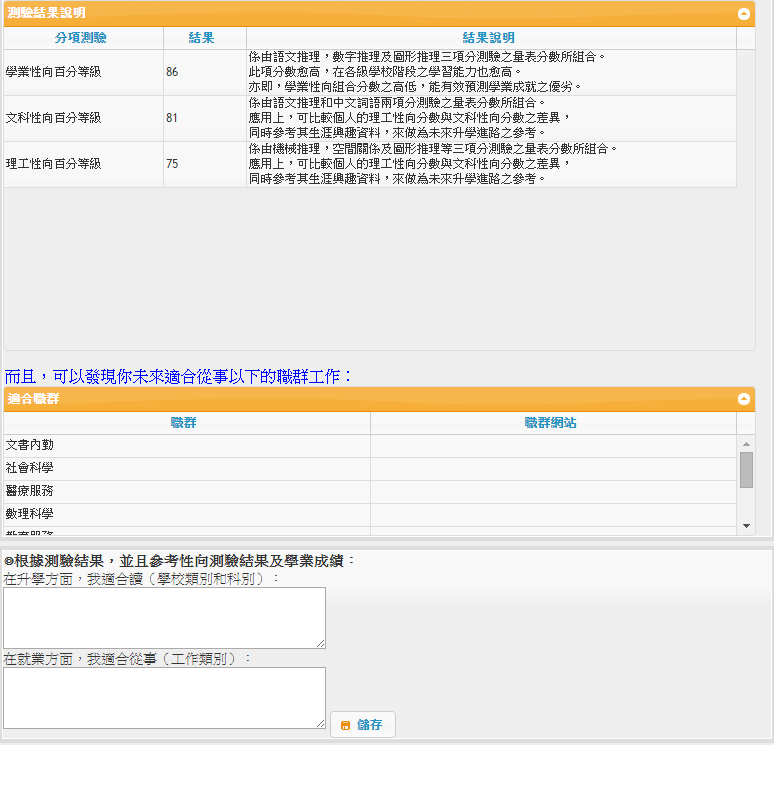 測驗結果說明
分項測驗 結果 結果說明
學業性向百分等級 86 係由語文推理，數字推理及圖形推理三項分測驗之量表分數所組合。
此項分數愈高，在各級學校階段之學習能力也愈高。
亦即，學業性向組合分數之高低，能有效預測學業成就之優劣。
文科性向百分等級 81 係由語文推理和中文詞語兩項分測驗之量表分數所組合。
應用上，可比較個人的理工性向分數與文科性向分數之差異，
同時參考其生涯興趣資料，來做為未來升學進路之參考。
理工性向百分等級 75 係由機械推理，空間關係及圖形推理等三項分測驗之量表分數所組合。
應用上，可比較個人的理工性向分數與文科性向分數之差異，
同時參考其生涯興趣資料，來做為未來升學進路之參考。
而且，可以發現你未來適合從事以下的職群工作：
適合職群
職群 職群網站
文書內勤
社會科學
醫療服務
數理科學
教育服務
◎根據測驗結果，並且參考性向測驗結果及學業成績：
在升學方面，我適合讀（學校類別和科別）：
在就業方面，我適合從事（工作類別）：
儲存